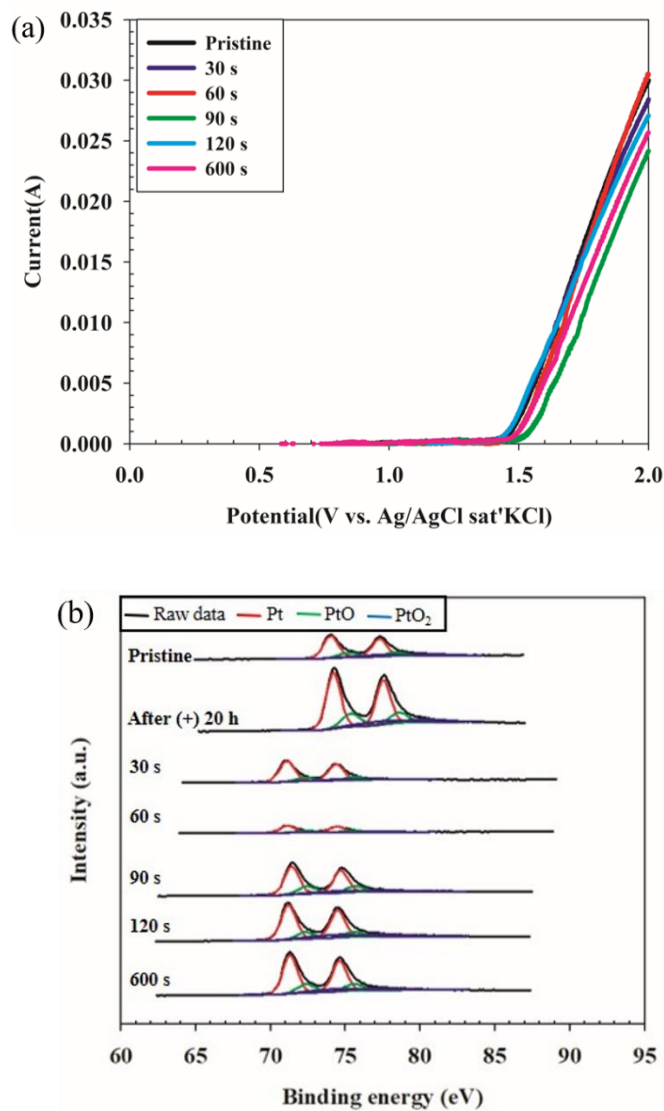 (a)
0.035
0.030
0.025
0.020
0.015
0.010
0.005
0.000
Current(A)
Pristine
30 s
60 s
90 s
120 s
600 s
0.0 0.5 1.0 1.5 2.0
Potential(V vs. Ag/AgCl sat'KCl)
(b)
Raw data Pt PtO PtO₂
Pristine
After (+) 20 h
30 s
60 s
90 s
120 s
600 s
Intensity (a.u.)
60 65 70 75 80 85 90 95
Binding energy (eV)